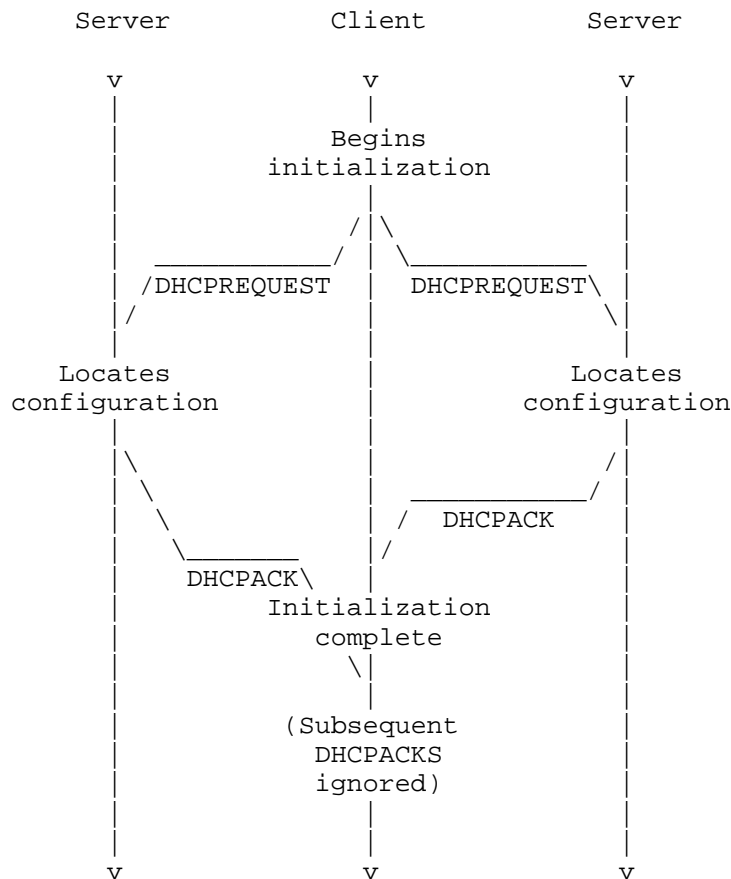 Server Client Server
v v v
Begins
initialization
DHCPREQUEST DHCPREQUEST
Locates Locates
configuration configuration
DHCPACK
DHCPACK
Initialization
complete
(Subsequent
DHCPACKS
ignored)
v v v